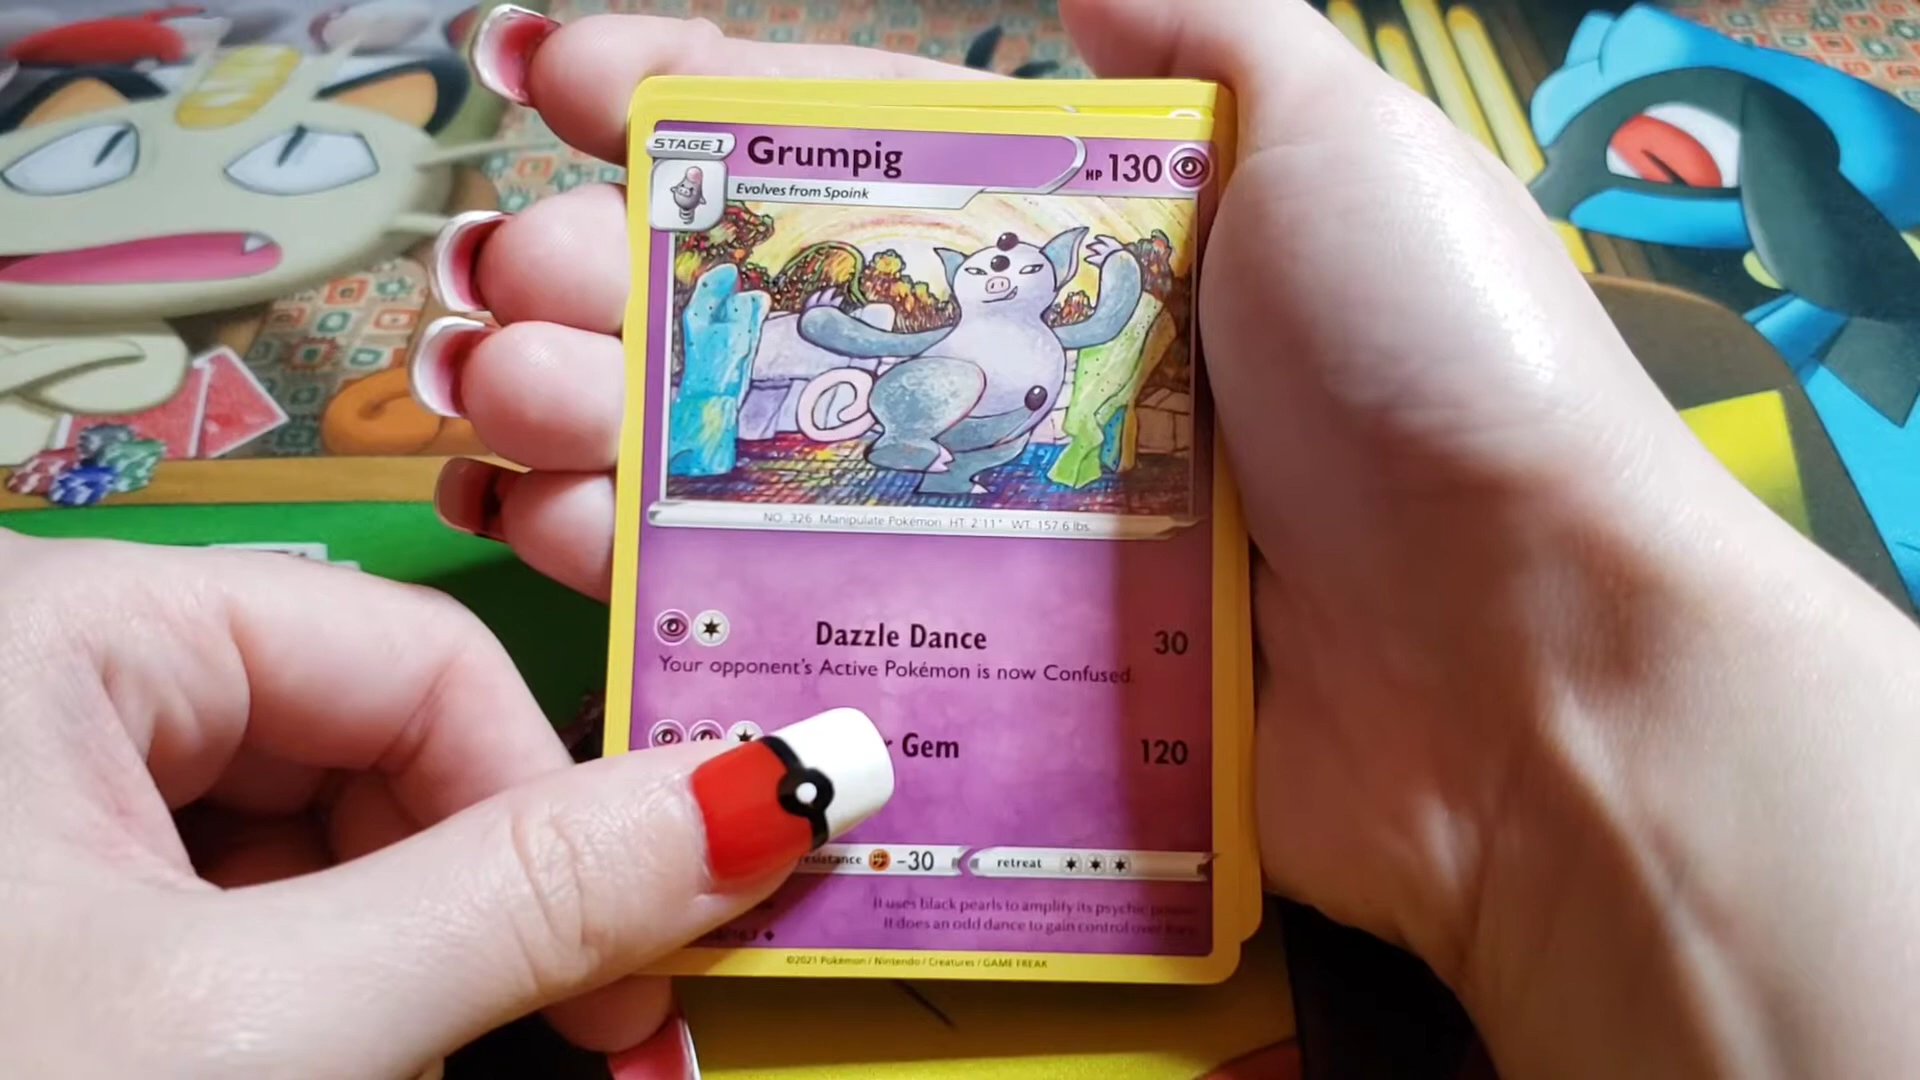 STAGE 1 Grumpig HP 130
Evolves from Spoink
NO. 326 Manipulate Pokémon HT: 2'11" WT: 157.6 lbs.
Dazzle Dance 30
Your opponent's Active Pokémon is now Confused.
Gem 120
resistance -30 retreat
It uses black pearls to amplify its psychic
It does an odd dance to gain control over
©2021 Pokémon / Nintendo / Creatures / GAME FREAK